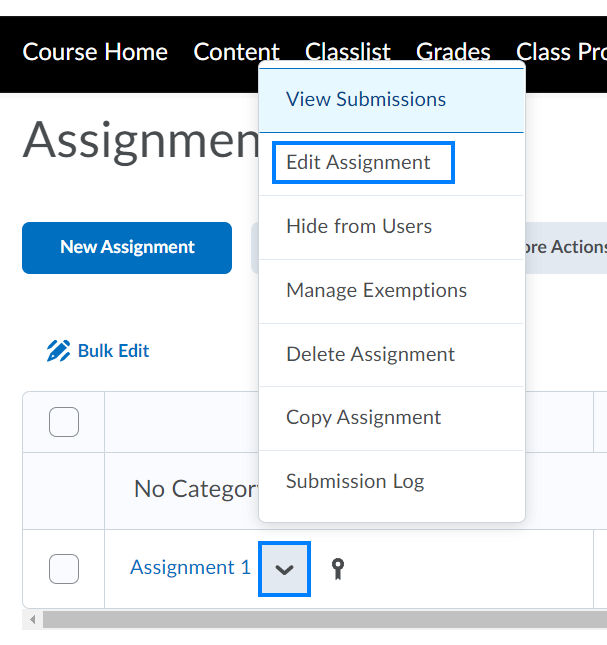 Course Home Content Classlist Grades Class Pro
Assignmen
View Submissions
Edit Assignment
Hide from Users
Manage Exemptions
Delete Assignment
Copy Assignment
Submission Log
New Assignment
ore Actions
Bulk Edit
No Categor
Assignment 1